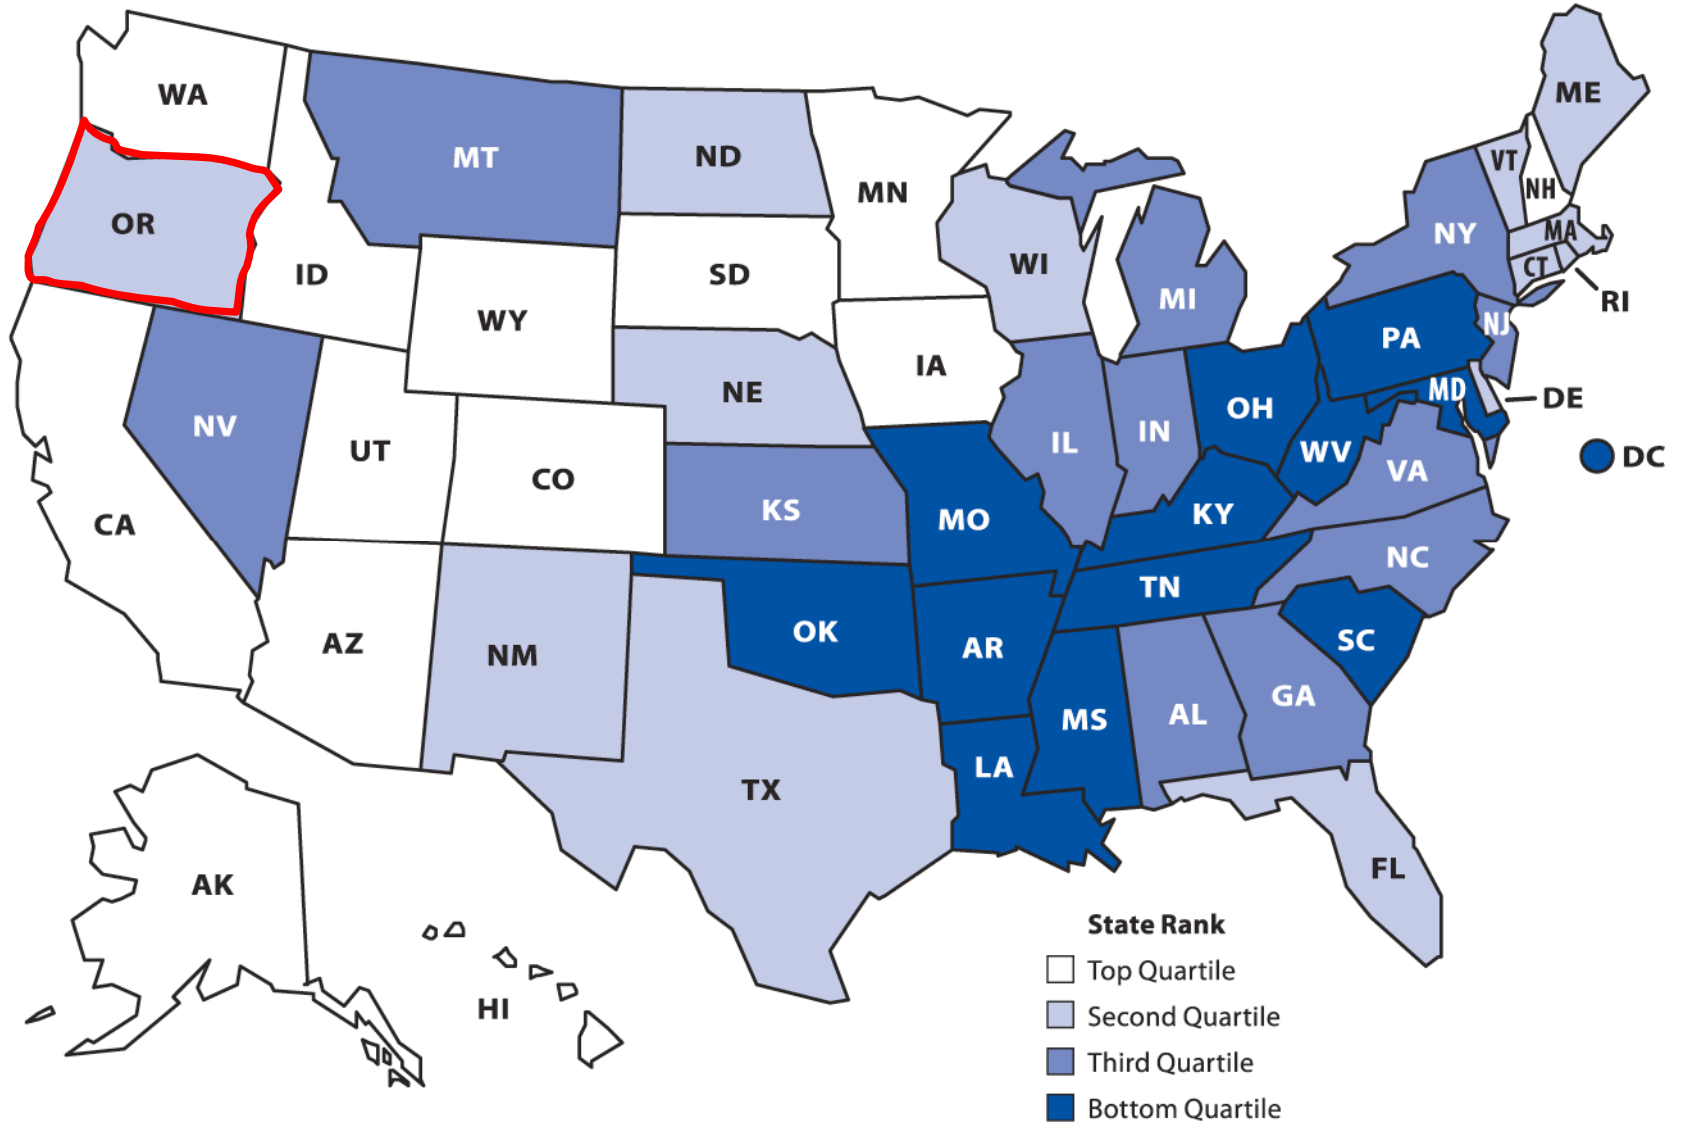 WA
OR
MT
ID
WY
ND
SD
MN
WI
MI
ME
VT
NH
NY
MA
CT
RI
NV
UT
CO
NE
IA
KS
IL
IN
OH
PA
NJ
MD
DE
DC
WV
VA
CA
AZ
NM
OK
MO
KY
TN
NC
AR
SC
MS
AL
GA
LA
TX
FL
AK
HI
State Rank
Top Quartile
Second Quartile
Third Quartile
Bottom Quartile